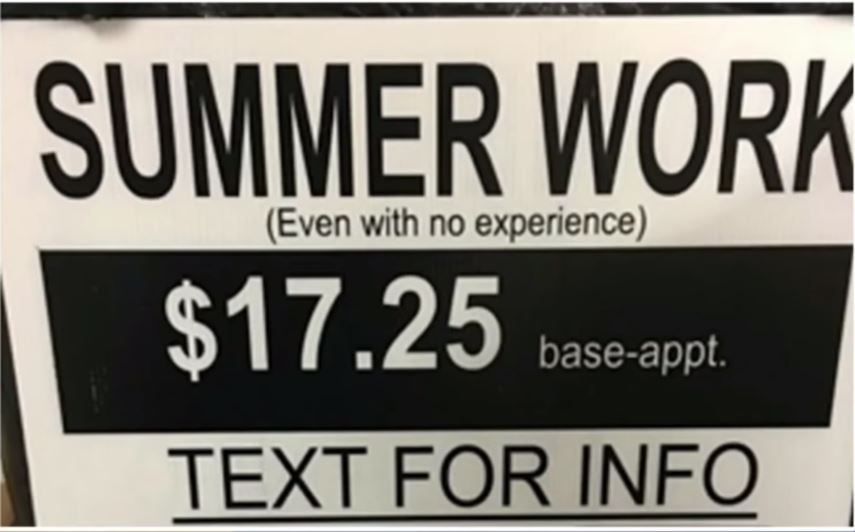 SUMMER WORK
(Even with no experience)
$17.25 base-appt.
TEXT FOR INFO